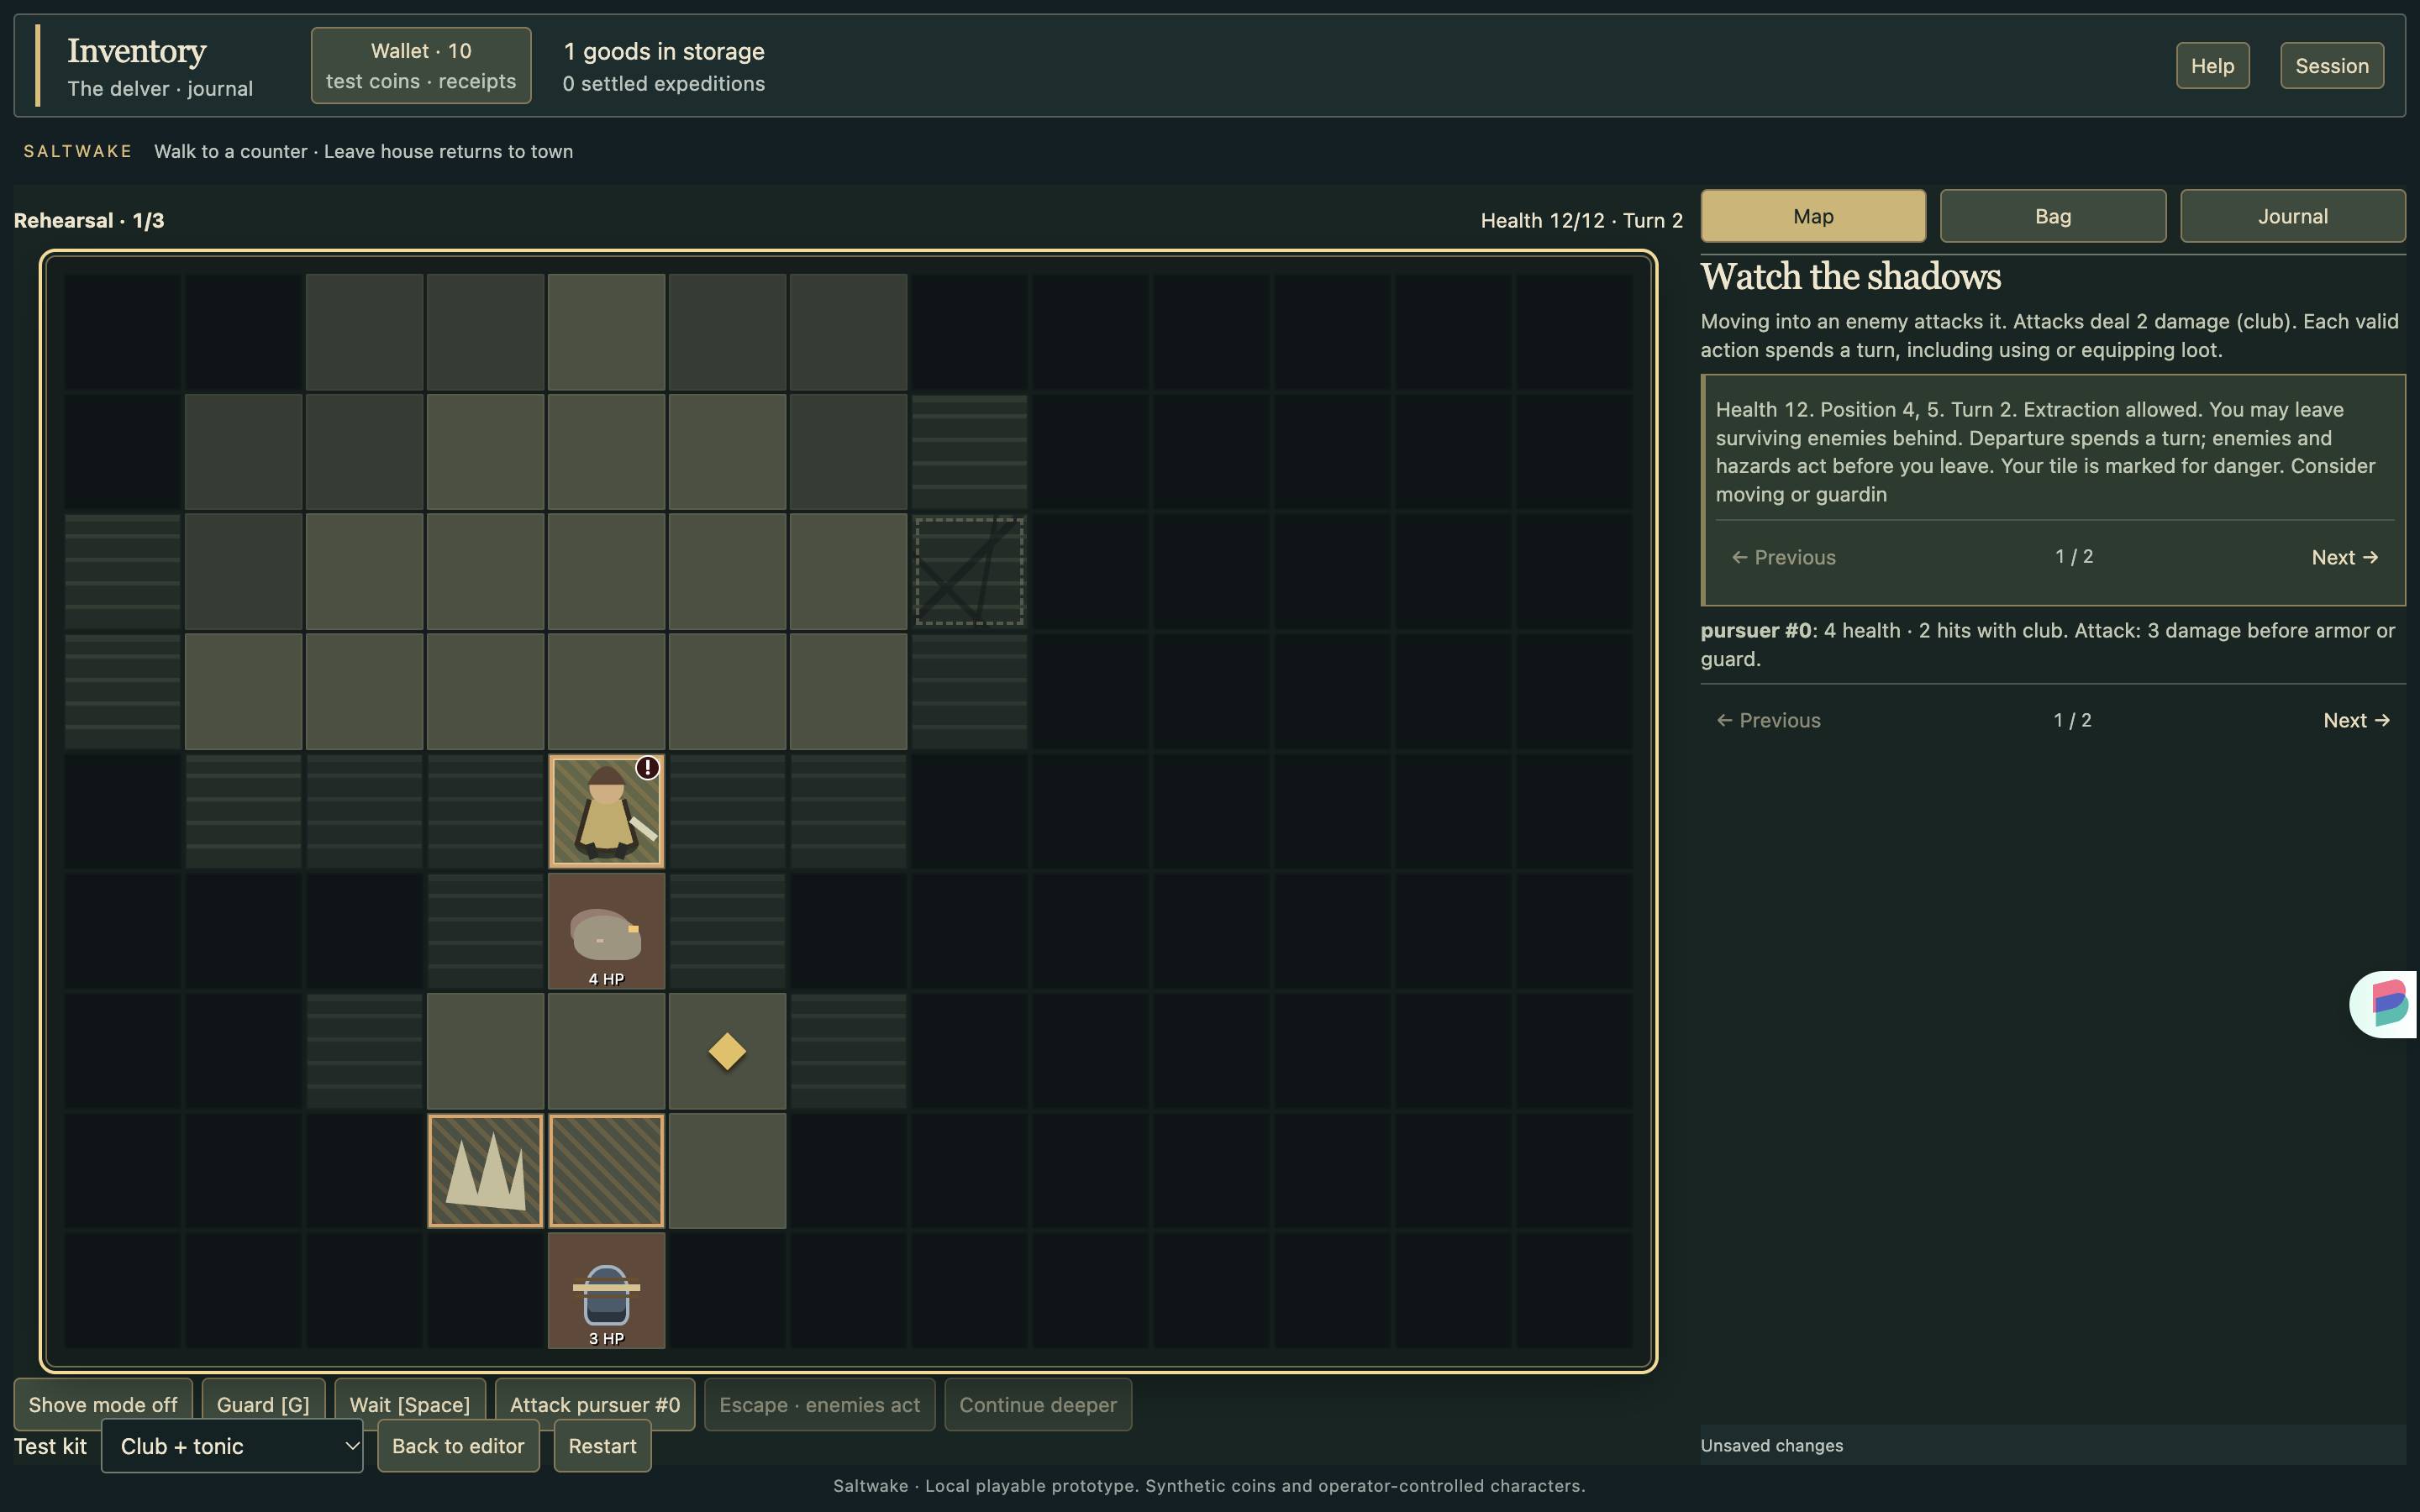 Inventory
The delver · journal
Wallet · 10
test coins · receipts
1 goods in storage
0 settled expeditions
Help
Session
SALTWAKE
Walk to a counter · Leave house returns to town
Rehearsal · 1/3
Health 12/12 · Turn 2
Map
Bag
Journal
Watch the shadows
Moving into an enemy attacks it. Attacks deal 2 damage (club). Each valid
action spends a turn, including using or equipping loot.
Health 12. Position 4, 5. Turn 2. Extraction allowed. You may leave
surviving enemies behind. Departure spends a turn; enemies and
hazards act before you leave. Your tile is marked for danger. Consider
moving or guardin
← Previous
1 / 2
Next →
pursuer #0: 4 health · 2 hits with club. Attack: 3 damage before armor or
guard.
← Previous
1 / 2
Next →
!
4 HP
3 HP
Shove mode off
Guard [G]
Wait [Space]
Attack pursuer #0
Escape · enemies act
Continue deeper
Test kit
Club + tonic
Back to editor
Restart
Unsaved changes
Saltwake · Local playable prototype. Synthetic coins and operator-controlled characters.